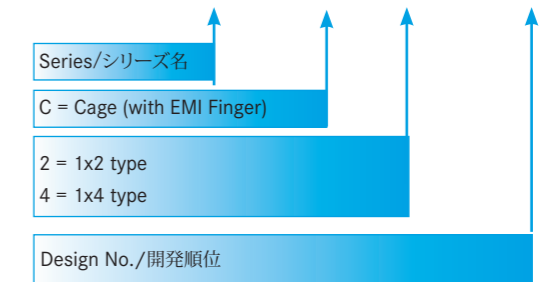 Series/シリーズ名
C = Cage (with EMI Finger)
2 = 1x2 type
4 = 1x4 type
Design No./開発順位